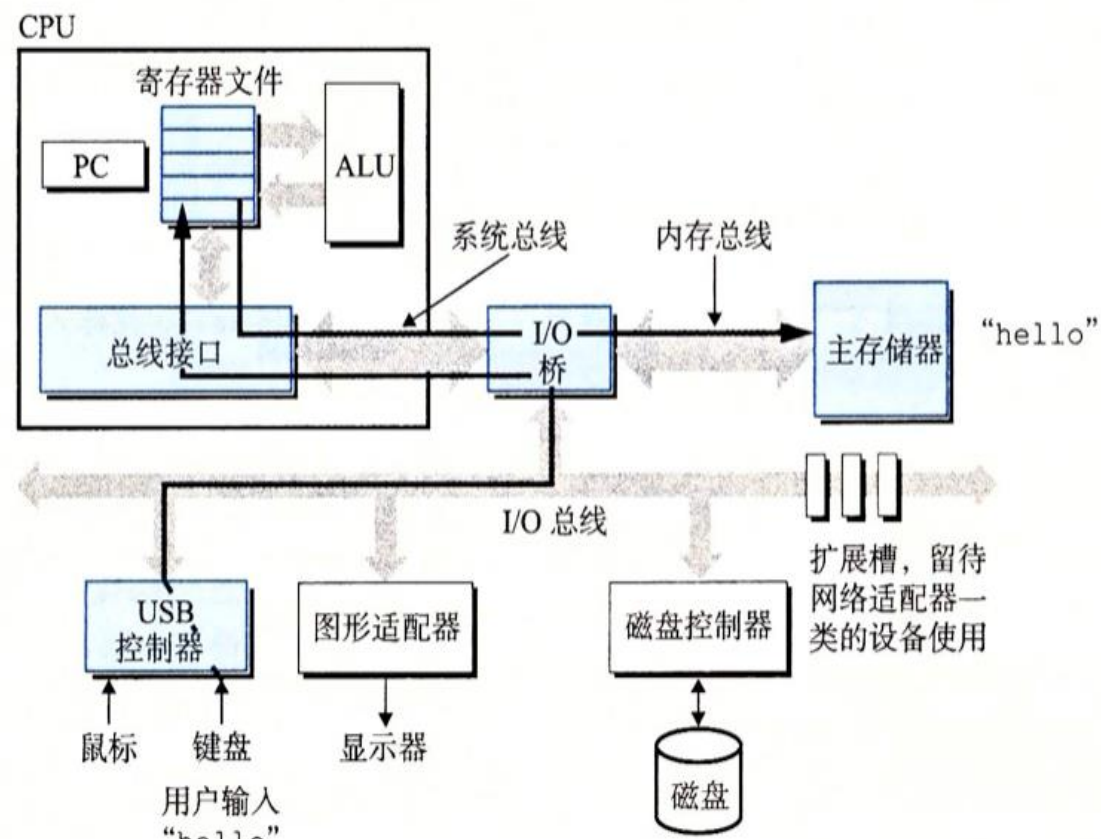 CPU
寄存器文件
PC
ALU
系统总线
内存总线
总线接口
I/O
桥
主存储器
“hello”
I/O 总线
扩展槽，留待
网络适配器一
类的设备使用
USB
控制器
图形适配器
磁盘控制器
鼠标
键盘
显示器
磁盘
用户输入
“hello”